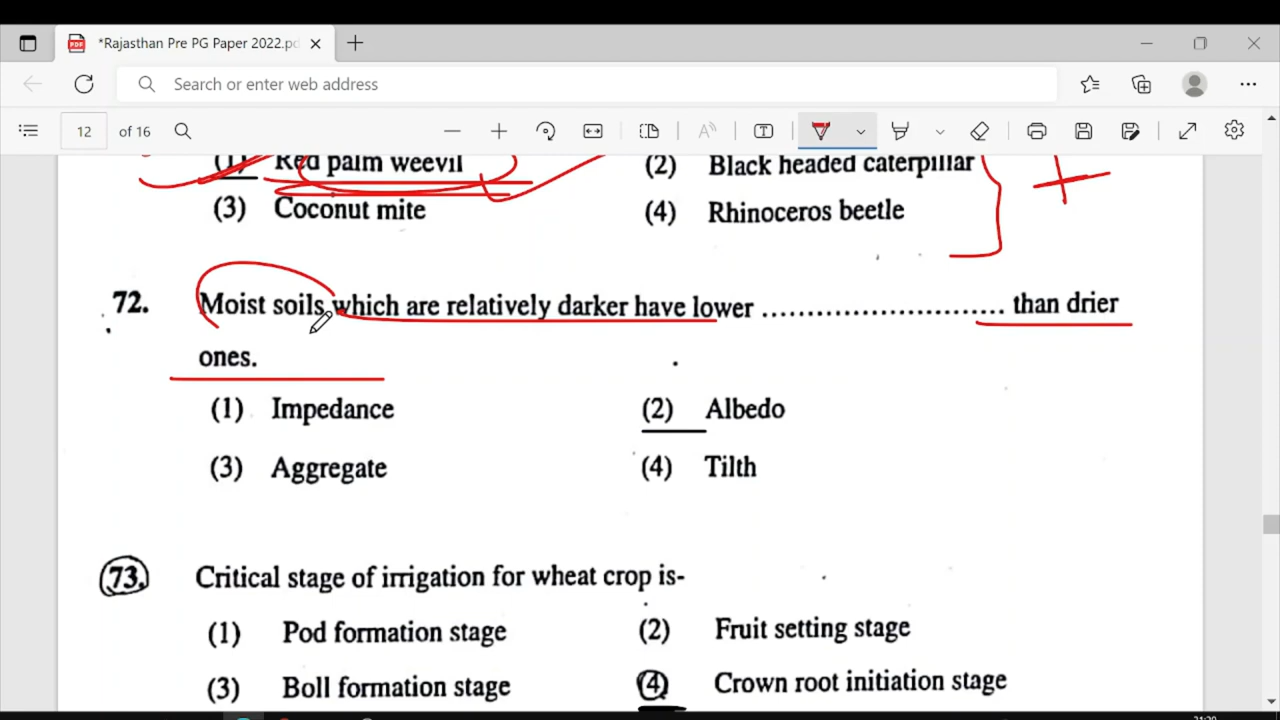 *Rajasthan Pre PG Paper 2022.pd
Search or enter web address
12 of 16
(1) Red palm weevil (2) Black headed caterpillar
(3) Coconut mite (4) Rhinoceros beetle
72. Moist soils which are relatively darker have lower .............................. than drier
ones.
(1) Impedance (2) Albedo
(3) Aggregate (4) Tilth
73. Critical stage of irrigation for wheat crop is-
(1) Pod formation stage (2) Fruit setting stage
(3) Boll formation stage (4) Crown root initiation stage